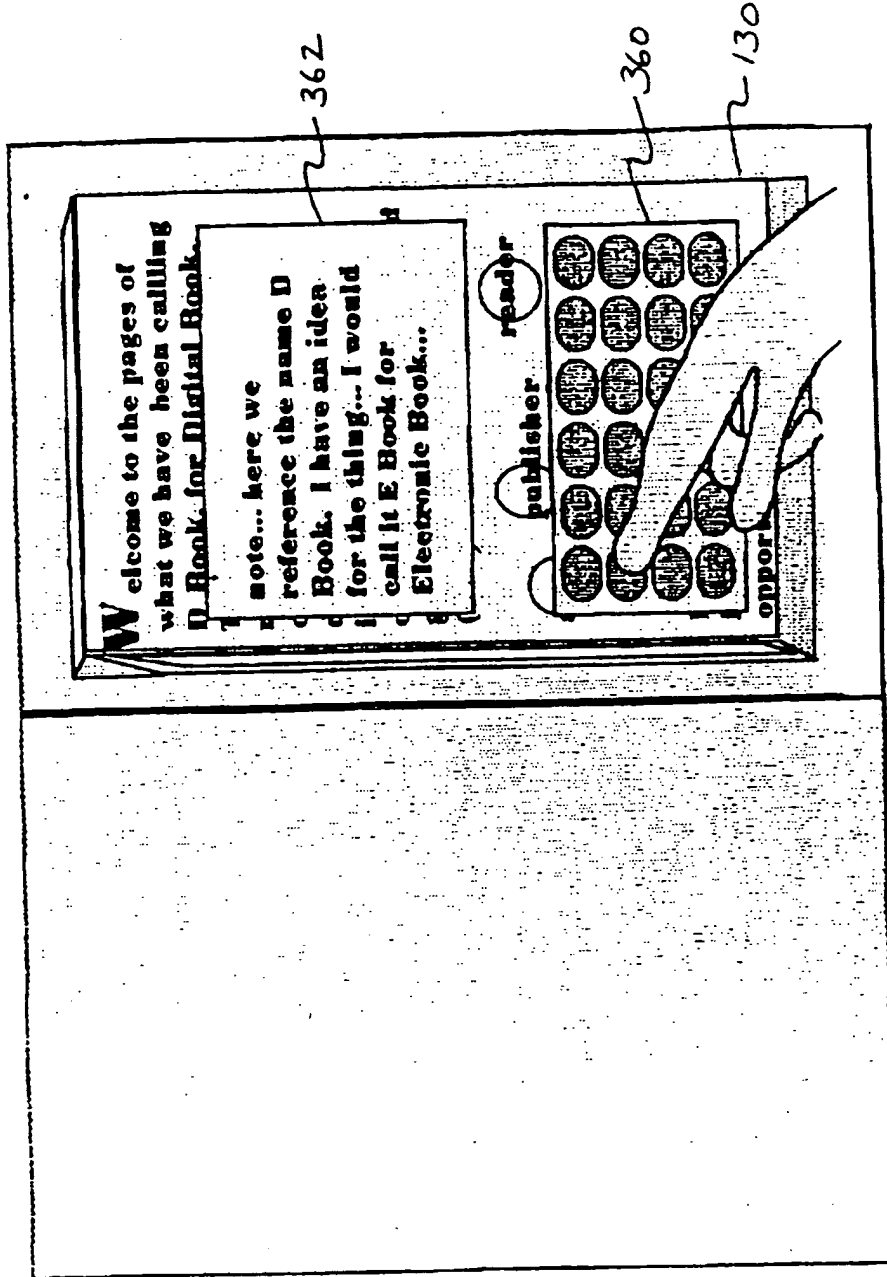 Welcome to the pages of
what we have been callling
D Book, for Digital Book.
note... here we
reference the name D
Book. I have an idea
for the thing... I would
call it E Book for
Electronic Book...
publisher
reader
oppor
362
360
130